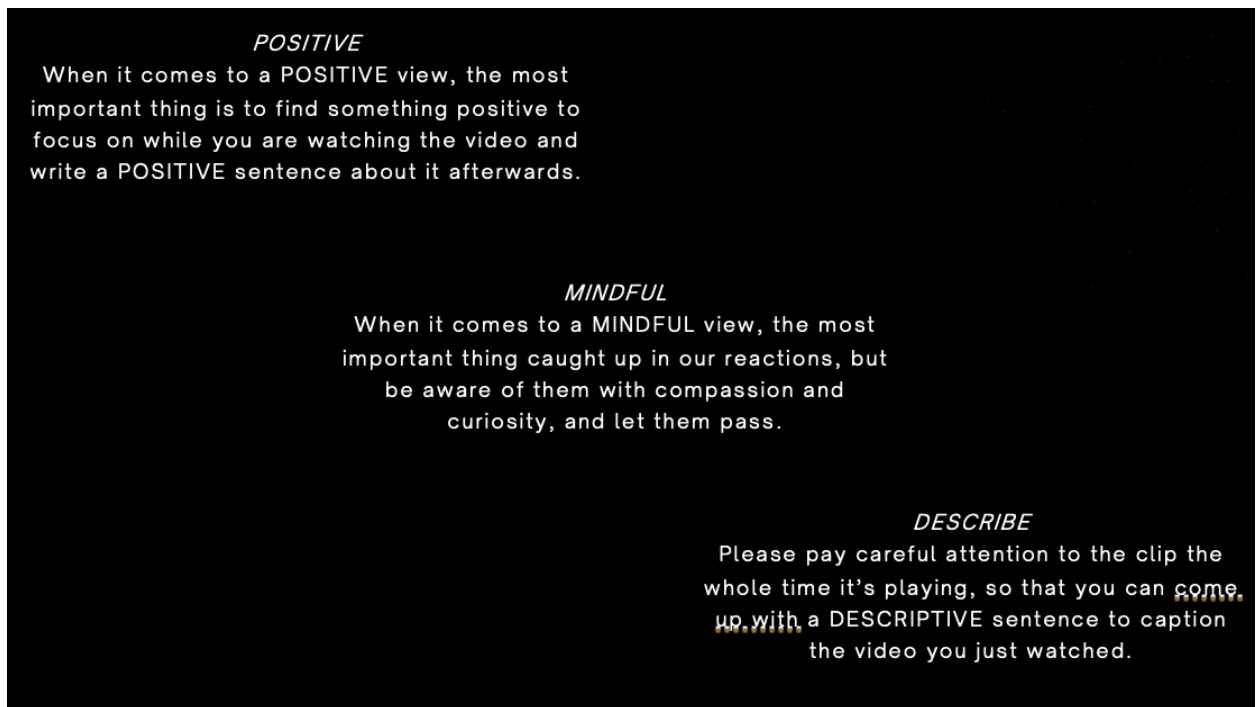 POSITIVE
When it comes to a POSITIVE view, the most
important thing is to find something positive to
focus on while you are watching the video and
write a POSITIVE sentence about it afterwards.
MINDFUL
When it comes to a MINDFUL view, the most
important thing caught up in our reactions, but
be aware of them with compassion and
curiosity, and let them pass.
DESCRIBE
Please pay careful attention to the clip the
whole time it’s playing, so that you can come
up with a DESCRIPTIVE sentence to caption
the video you just watched.